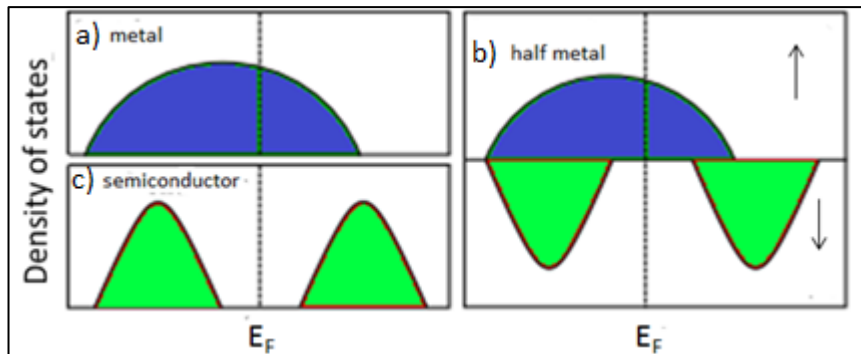 a) metal
b) half metal
c) semiconductor
Density of states
E_F
E_F